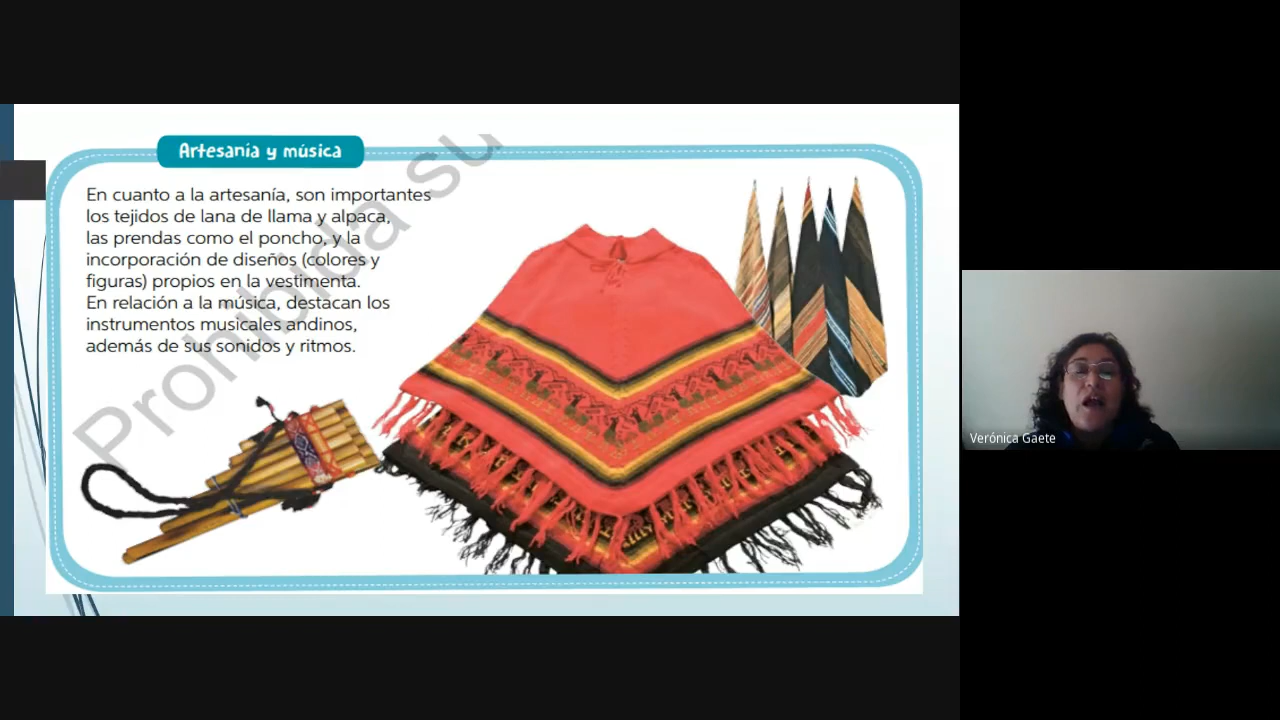 Artesanía y música
En cuanto a la artesanía, son importantes
los tejidos de lana de llama y alpaca,
las prendas como el poncho, y la
incorporación de diseños (colores y
figuras) propios en la vestimenta.
En relación a la música, destacan los
instrumentos musicales andinos,
además de sus sonidos y ritmos.
Prohibida su
Verónica Gaete